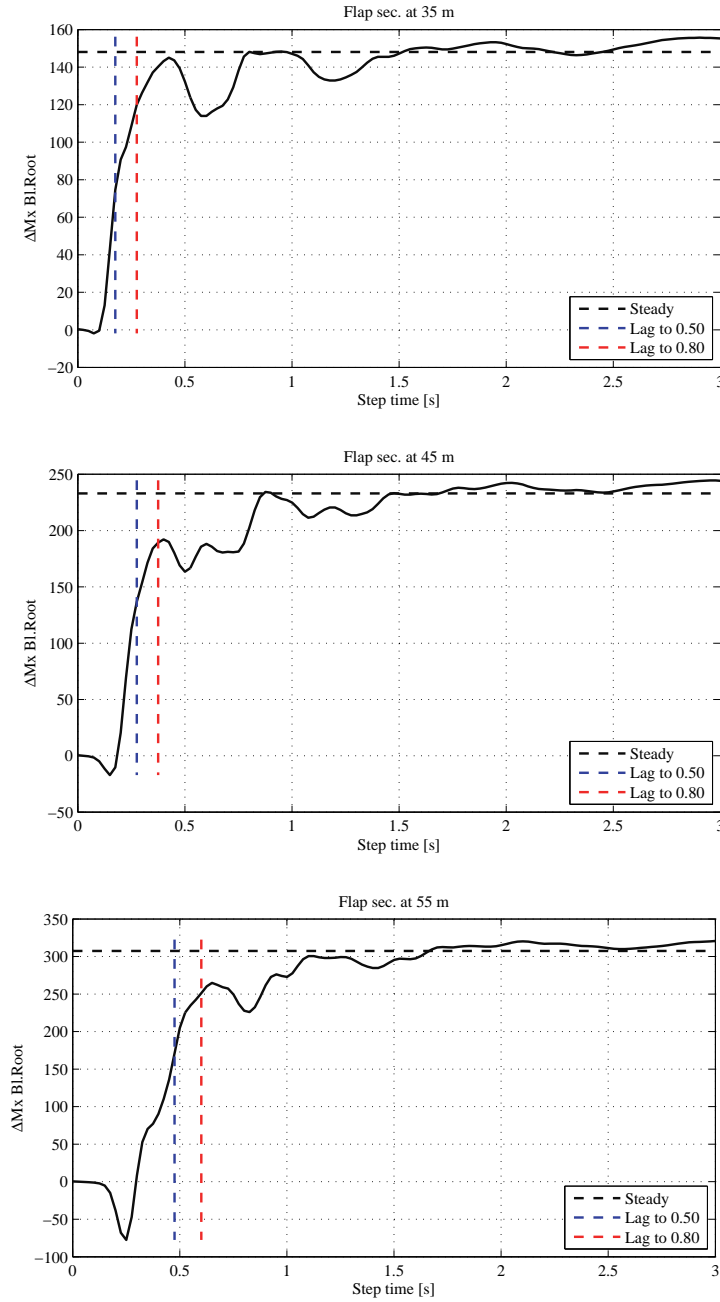 Flap sec. at 35 m
160
140
120
100
80
60
40
20
0
−20
ΔMx Bl.Root
0
0.5
1
1.5
2
2.5
3
Step time [s]
Steady
Lag to 0.50
Lag to 0.80
Flap sec. at 45 m
250
200
150
100
50
0
−50
ΔMx Bl.Root
0
0.5
1
1.5
2
2.5
3
Step time [s]
Steady
Lag to 0.50
Lag to 0.80
Flap sec. at 55 m
350
300
250
200
150
100
50
0
−50
−100
ΔMx Bl.Root
0
0.5
1
1.5
2
2.5
3
Step time [s]
Steady
Lag to 0.50
Lag to 0.80